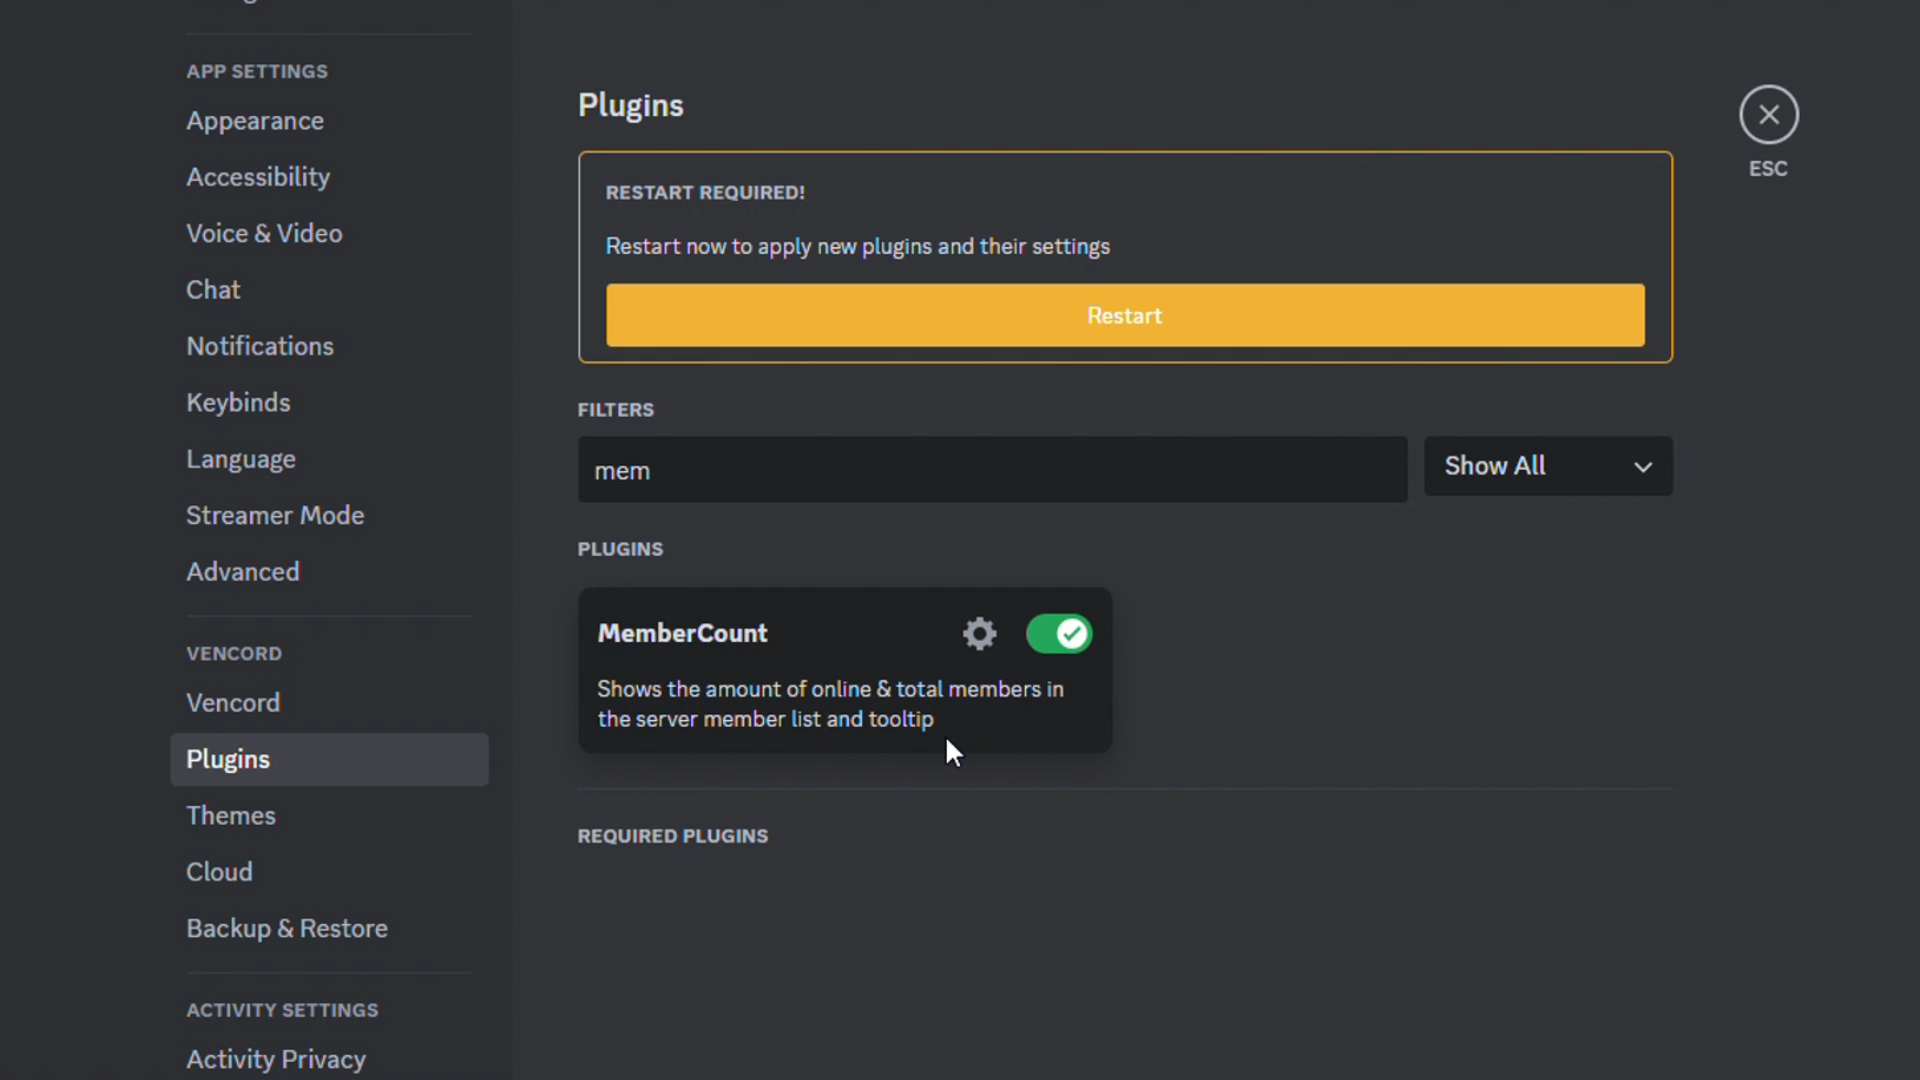 APP SETTINGS
Appearance
Accessibility
Voice & Video
Chat
Notifications
Keybinds
Language
Streamer Mode
Advanced
VENCORD
Vencord
Plugins
Themes
Cloud
Backup & Restore
ACTIVITY SETTINGS
Activity Privacy
Plugins
RESTART REQUIRED!
Restart now to apply new plugins and their settings
Restart
FILTERS
mem
Show All
PLUGINS
MemberCount
Shows the amount of online & total members in
the server member list and tooltip
REQUIRED PLUGINS
ESC